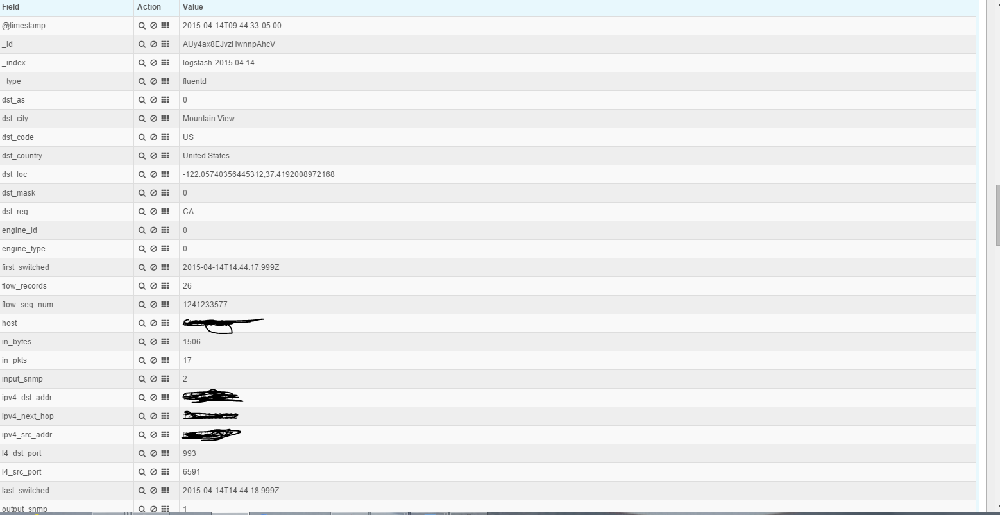 Field Action Value
@timestamp 2015-04-14T09:44:33-05:00
_id AUy4ax8EJvzHwnnpAhcV
_index logstash-2015.04.14
_type fluentd
dst_as 0
dst_city Mountain View
dst_code US
dst_country United States
dst_loc -122.05740356445312,37.4192008972168
dst_mask 0
dst_reg CA
engine_id 0
engine_type 0
first_switched 2015-04-14T14:44:17.999Z
flow_records 26
flow_seq_num 1241233577
host
in_bytes 1506
in_pkts 17
input_snmp 2
ipv4_dst_addr
ipv4_next_hop
ipv4_src_addr
l4_dst_port 993
l4_src_port 6591
last_switched 2015-04-14T14:44:18.999Z
output_snmp 1